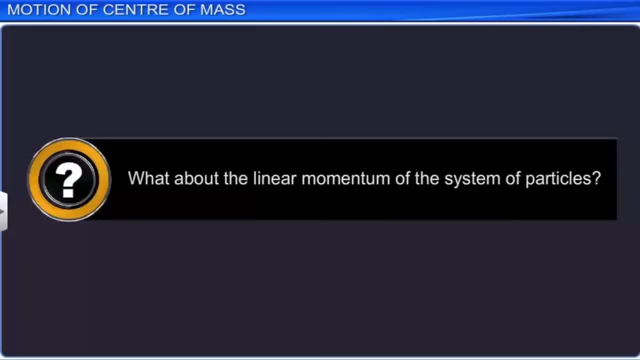 MOTION OF CENTRE OF MASS
?
What about the linear momentum of the system of particles?